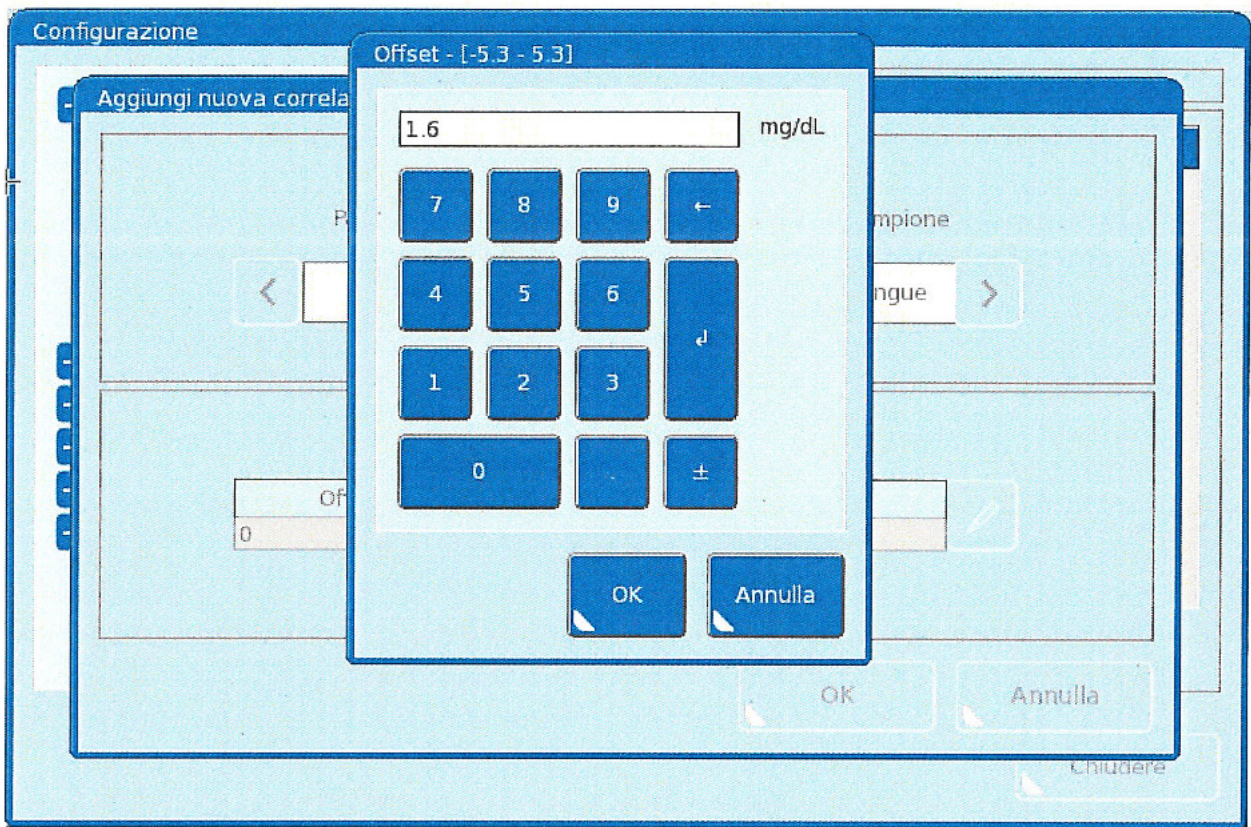 Configurazione
Offset - [-5.3 - 5.3]
Aggiungi nuova correla
1.6 mg/dL
7 8 9 ←
mpione
4 5 6
ngue
↲
1 2 3
0 . ±
Of
0
OK Annulla
OK Annulla
Chiudere